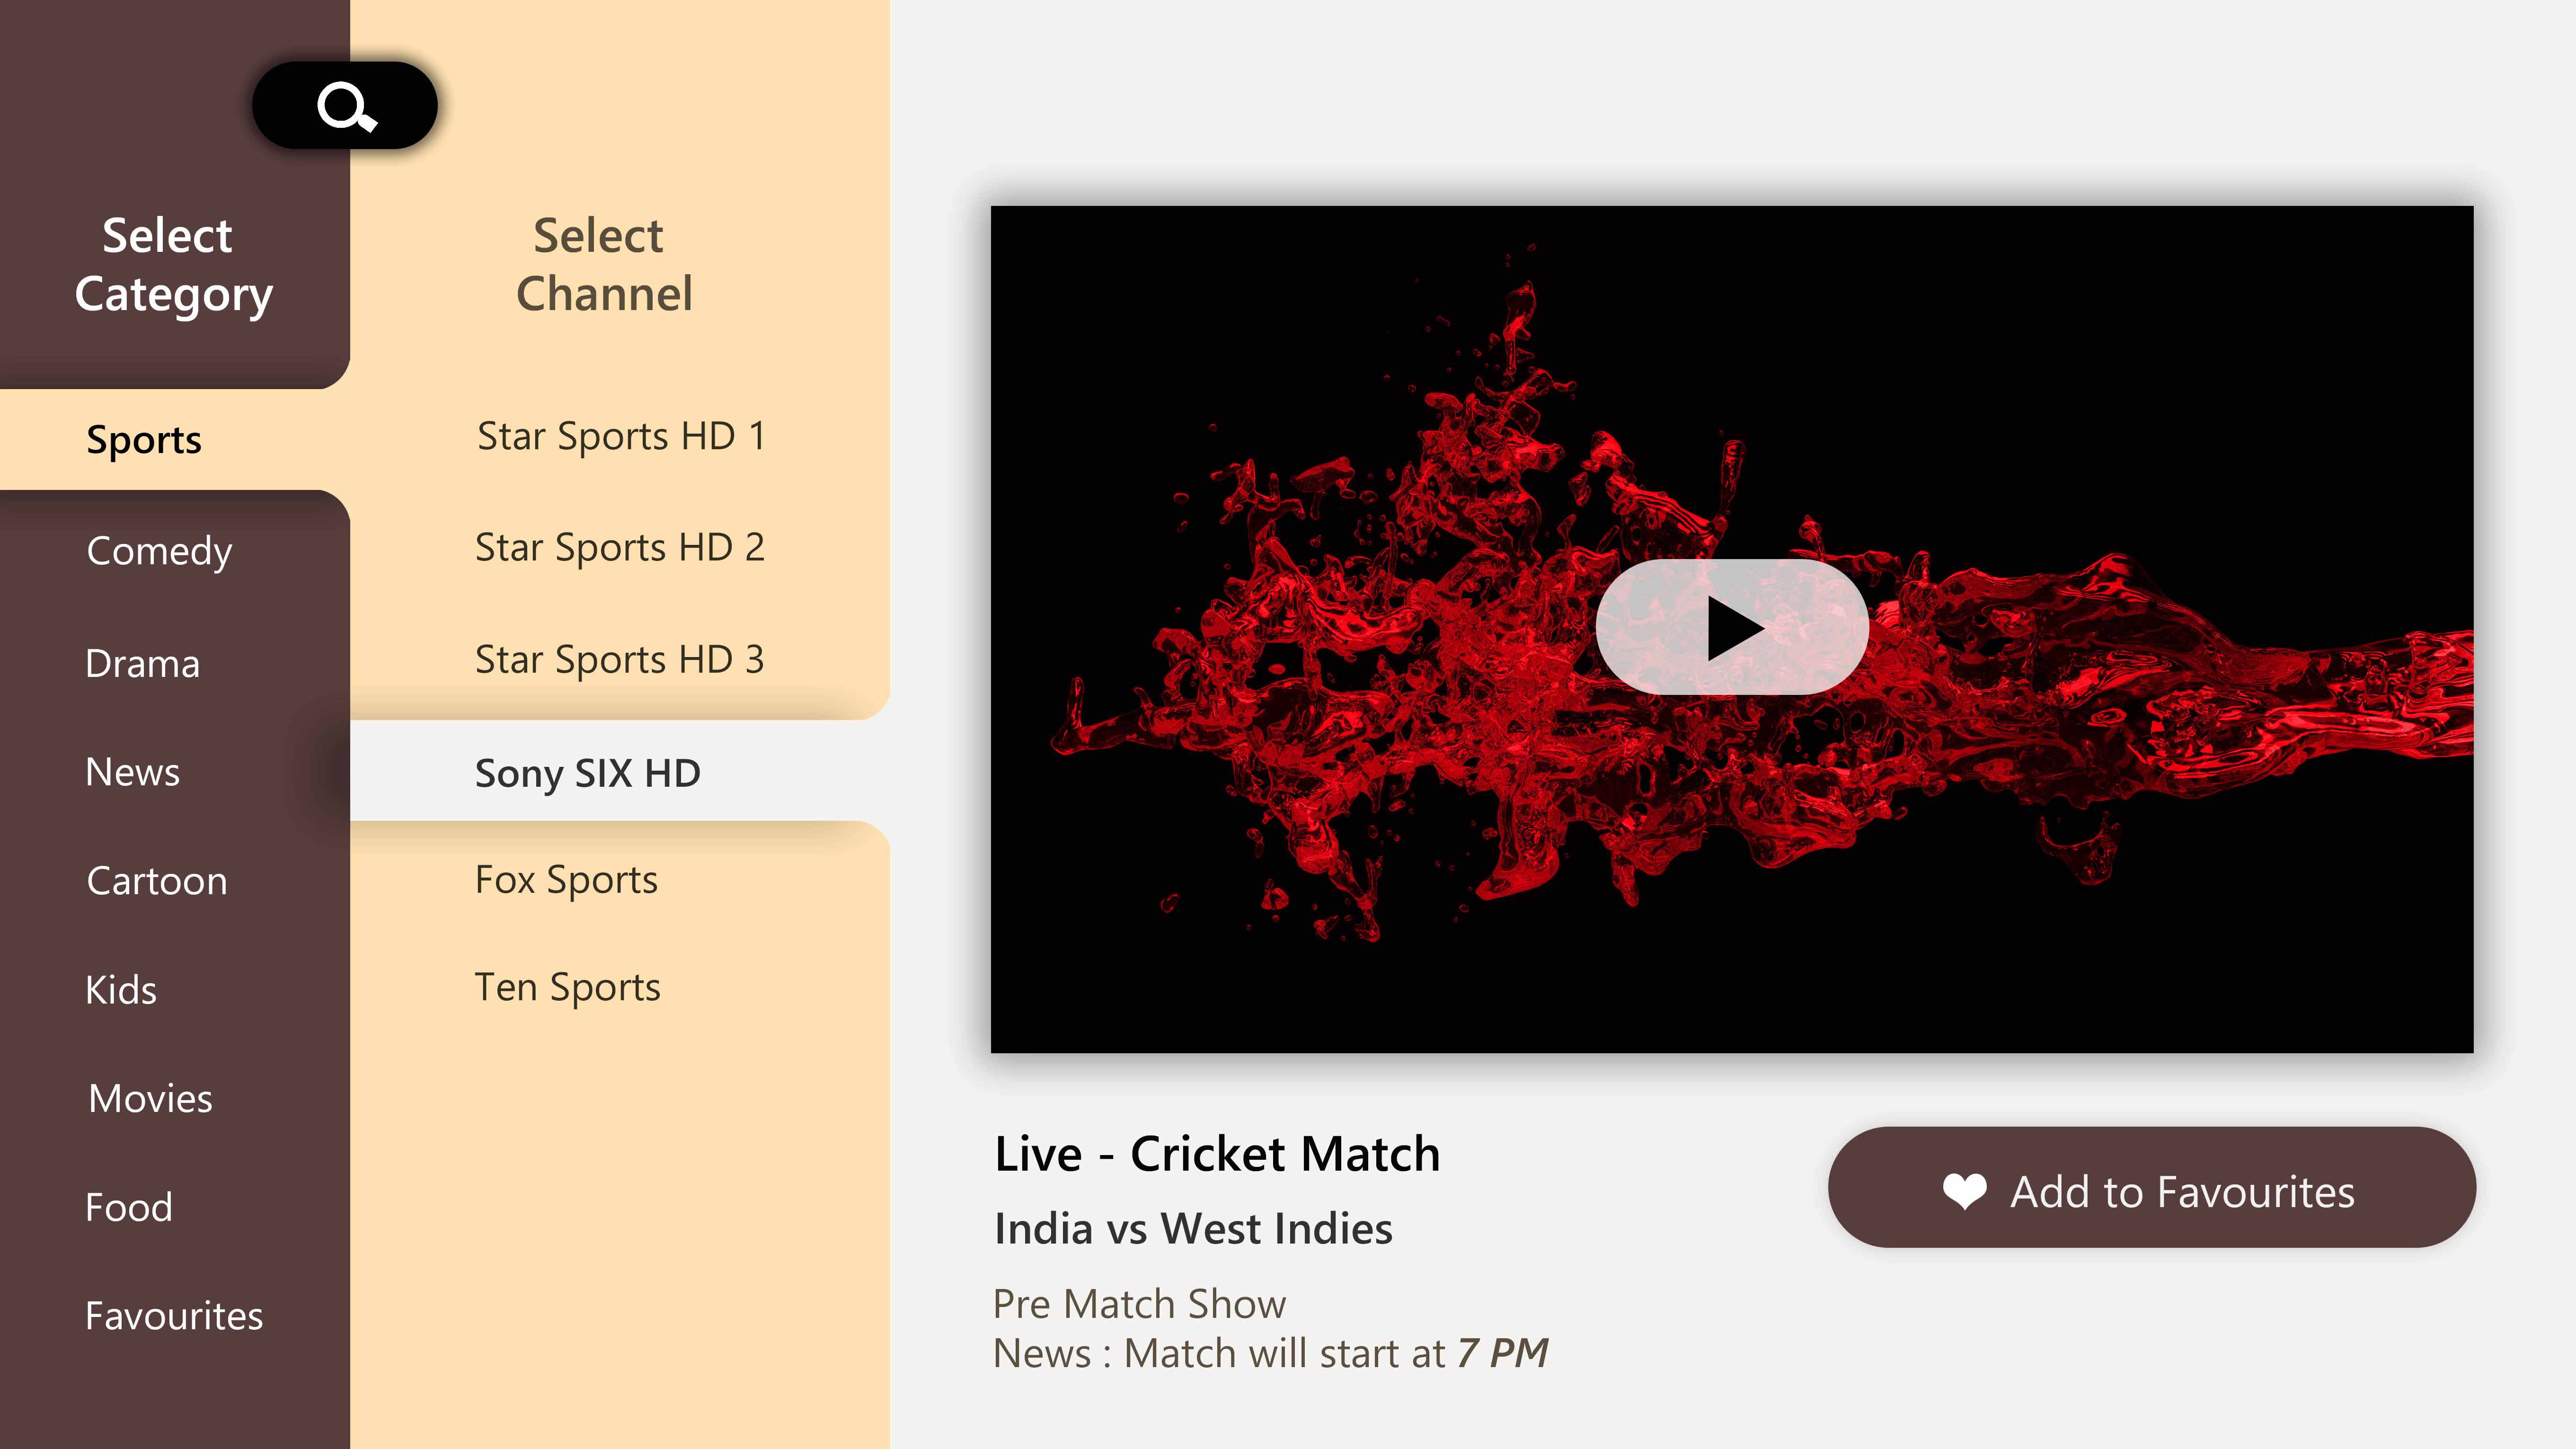 Select
Category
Sports
Comedy
Drama
News
Cartoon
Kids
Movies
Food
Favourites
Select
Channel
Star Sports HD 1
Star Sports HD 2
Star Sports HD 3
Sony SIX HD
Fox Sports
Ten Sports
Live - Cricket Match
India vs West Indies
Pre Match Show
News : Match will start at 7 PM
Add to Favourites